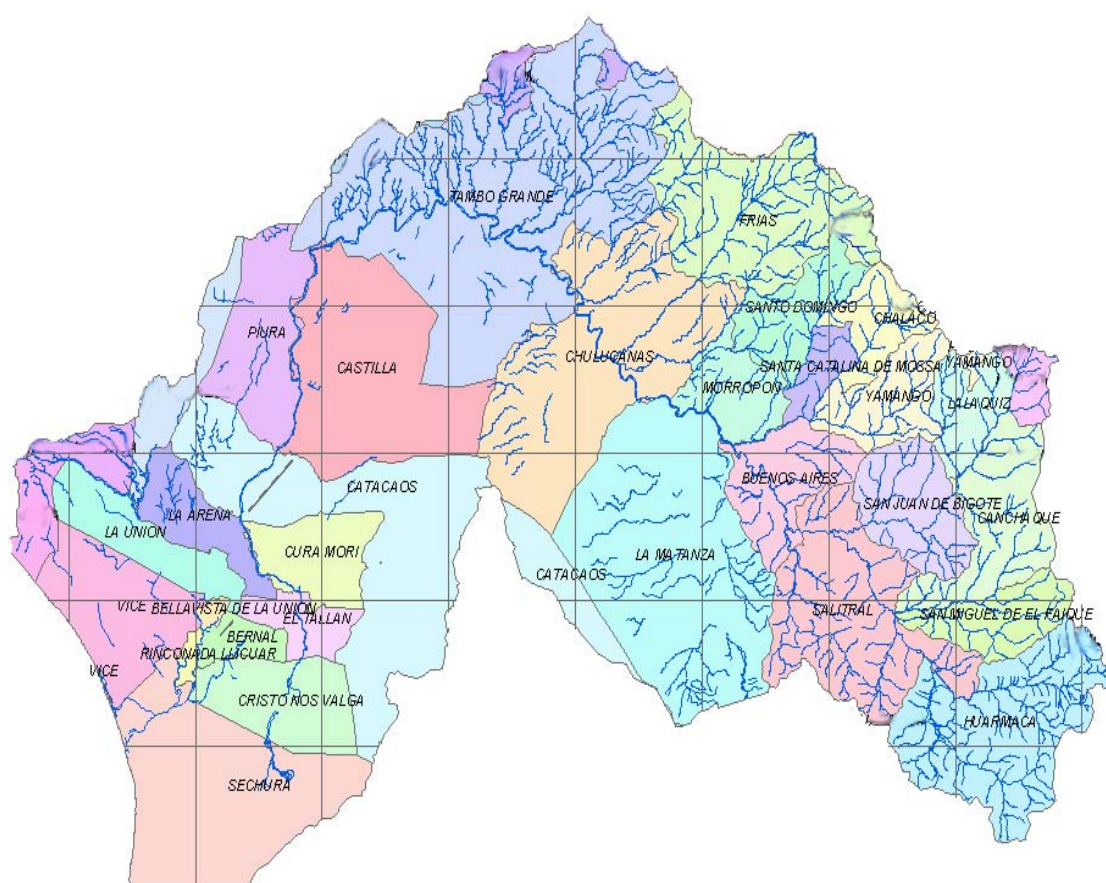 TAMBO GRANDE
FRIAS
SANTO DOMINGO
CHALACO
PIURA
CHULUCANAS
CASTILLA
SANTA CATALINA DE MOSSA
YAMANGO
MORROPON
YAMANGO
LALAQUIZ
BUENOS AIRES
CATACAOS
SAN JUAN DE BIGOTE
LA ARENA
CANCHAQUE
LA UNION
CURA MORI
LA MATANZA
CATACAOS
VICE
BELLAVISTA DE LA UNION
EL TALLAN
SALITRAL
SAN MIGUEL DE EL FAIQUE
BERNAL
RINCONADA LLICUAR
VICE
CRISTO NOS VALGA
HUARMACA
SECHURA